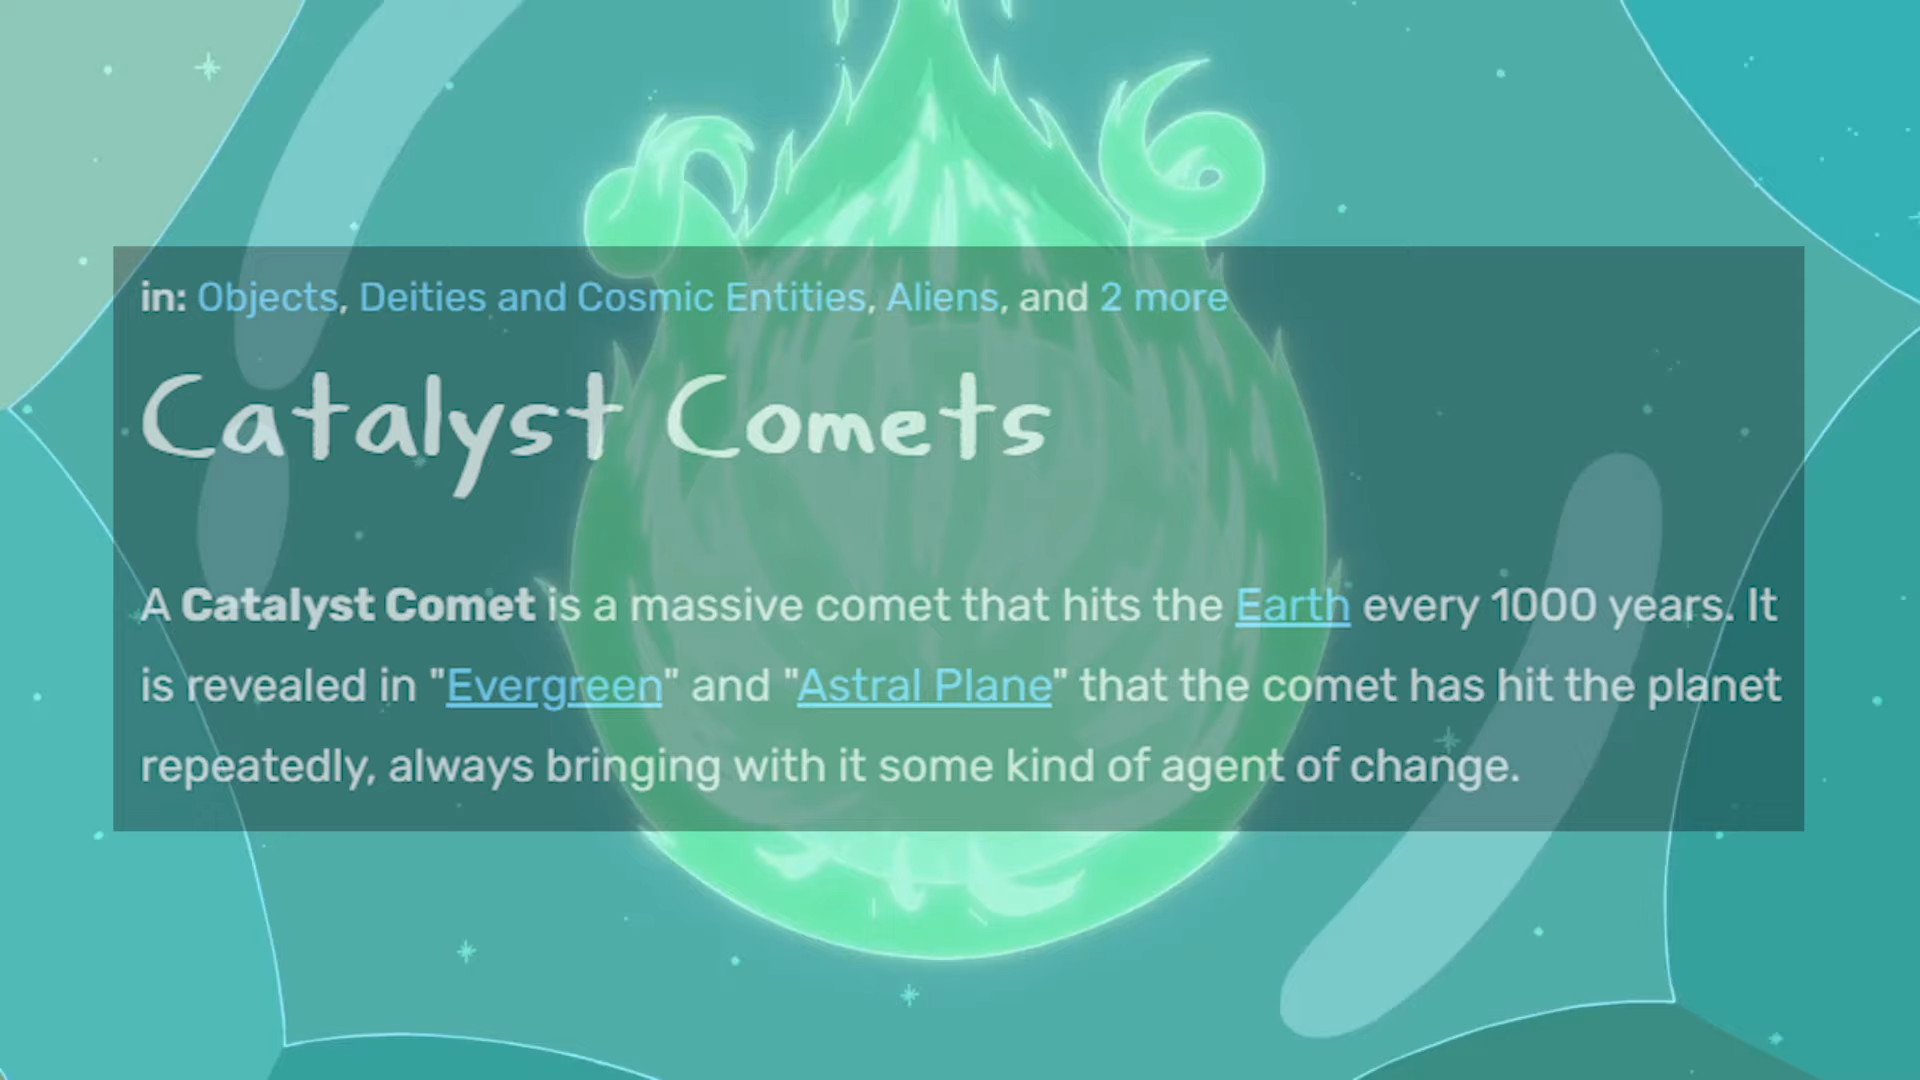 in: Objects, Deities and Cosmic Entities, Aliens, and 2 more
Catalyst Comets
A Catalyst Comet is a massive comet that hits the Earth every 1000 years. It
is revealed in "Evergreen" and "Astral Plane" that the comet has hit the planet
repeatedly, always bringing with it some kind of agent of change.